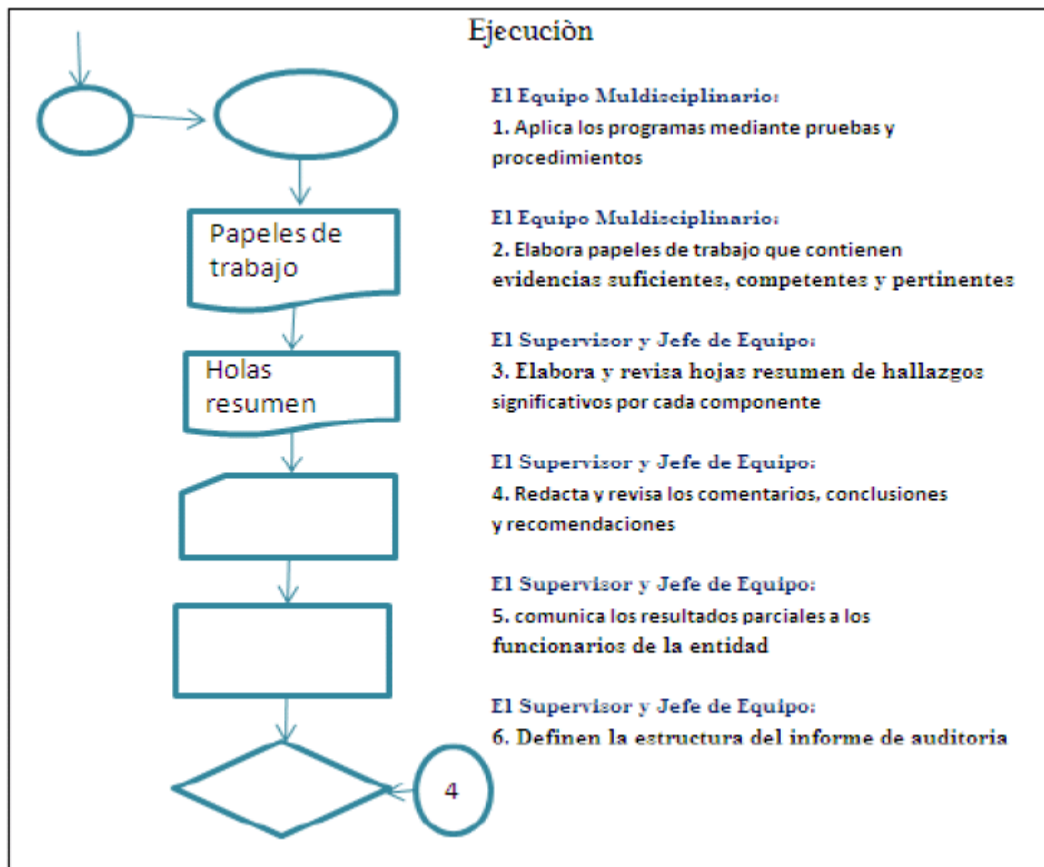 Ejecuciòn
El Equipo Muldisciplinario:
1. Aplica los programas mediante pruebas y
procedimientos
Papeles de
trabajo
El Equipo Muldisciplinario:
2. Elabora papeles de trabajo que contienen
evidencias suficientes, competentes y pertinentes
Holas
resumen
El Supervisor y Jefe de Equipo:
3. Elabora y revisa hojas resumen de hallazgos
significativos por cada componente
El Supervisor y Jefe de Equipo:
4. Redacta y revisa los comentarios, conclusiones
y recomendaciones
El Supervisor y Jefe de Equipo:
5. comunica los resultados parciales a los
funcionarios de la entidad
El Supervisor y Jefe de Equipo:
6. Definen la estructura del informe de auditoria
4